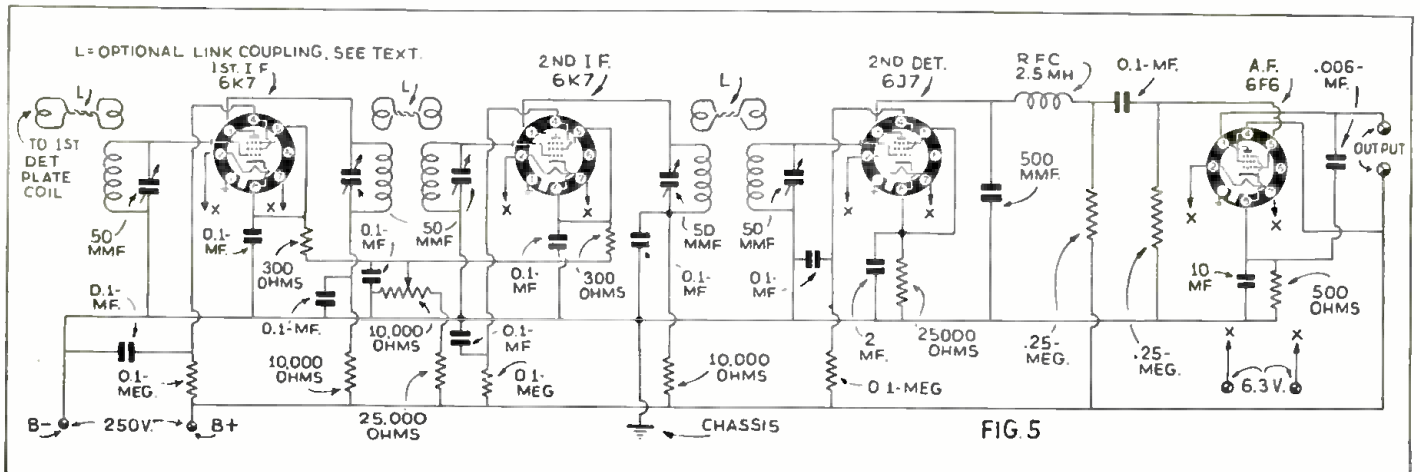 L=OPTIONAL LINK COUPLING, SEE TEXT.
1ST. I F
6K7
L
2ND I F
6K7
L
2ND DET.
6J7
RFC
2.5 MH
0.1-MF.
A.F.
6F6
.006-
MF.
L
TO 1ST
DET
PLATE
COIL
OUTPUT
50
MMF
0.1-
MF.
X
X
300
OHMS
0.1-
MF.
50
MMF
X
X
0.1-
MF
300
OHMS
50
MMF
0.1-
MF
50
MMF
0.1-
MF
X
X
500
MMF.
X
X
10
MF
500
OHMS
0.1-
MF.
0.1-MF.
10,000
OHMS
0.1-
MF
2
MF.
25000
OHMS
.25-
MEG.
.25-
MEG.
X
X
0.1-
MEG.
10,000
OHMS
25,000
OHMS
0.1-
MEG
10,000
OHMS
0.1-MEG
6.3 V.
B-
250V.
B+
CHASSIS
FIG. 5